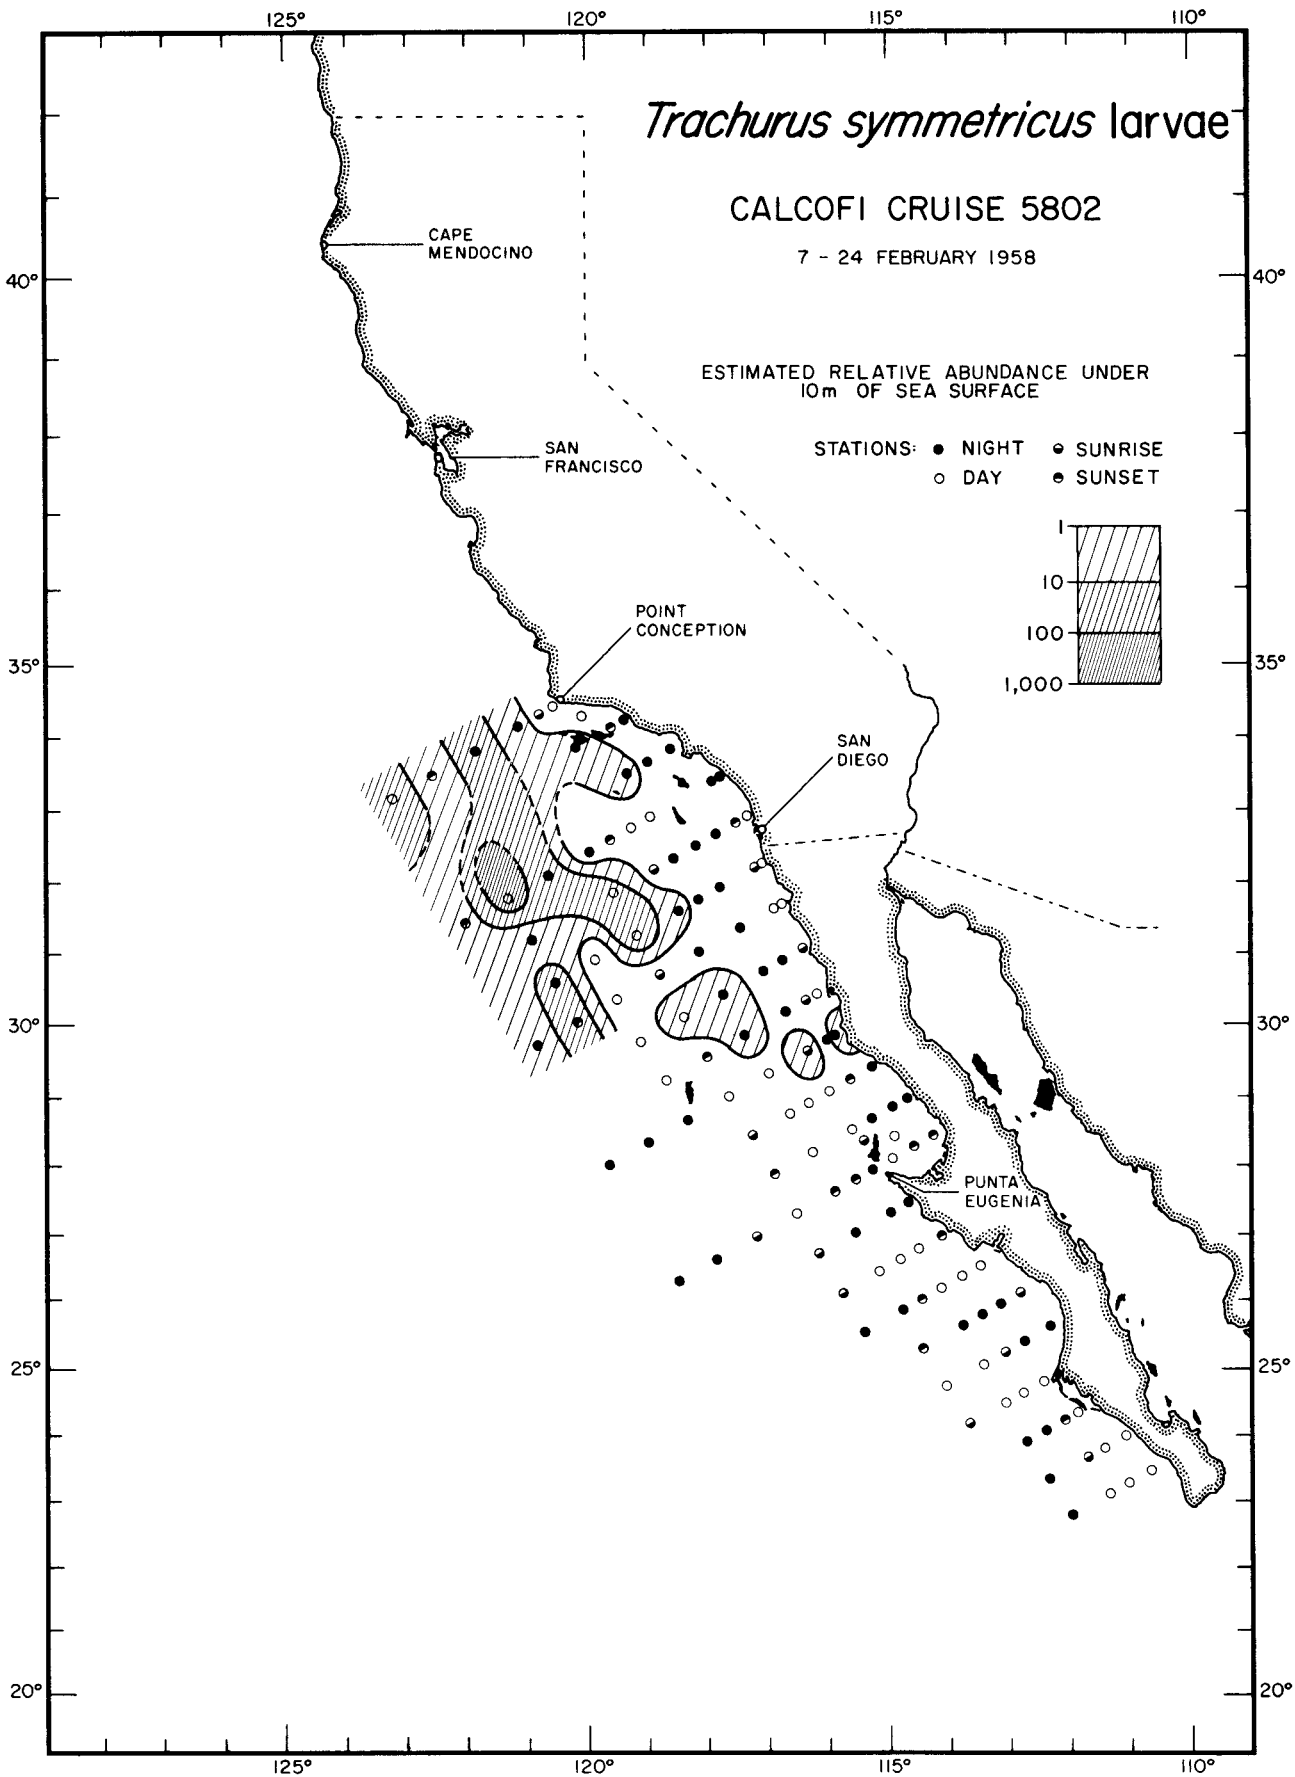 125° 120° 115° 110°
Trachurus symmetricus larvae
CALCOFI CRUISE 5802
7 - 24 FEBRUARY 1958
CAPE
MENDOCINO
40° 40°
ESTIMATED RELATIVE ABUNDANCE UNDER
10m OF SEA SURFACE
STATIONS: NIGHT SUNRISE
DAY SUNSET
SAN
FRANCISCO
1
10
100
1,000
POINT
CONCEPTION
35° 35°
SAN
DIEGO
30° 30°
PUNTA
EUGENIA
25° 25°
20° 20°
125° 120° 115° 110°